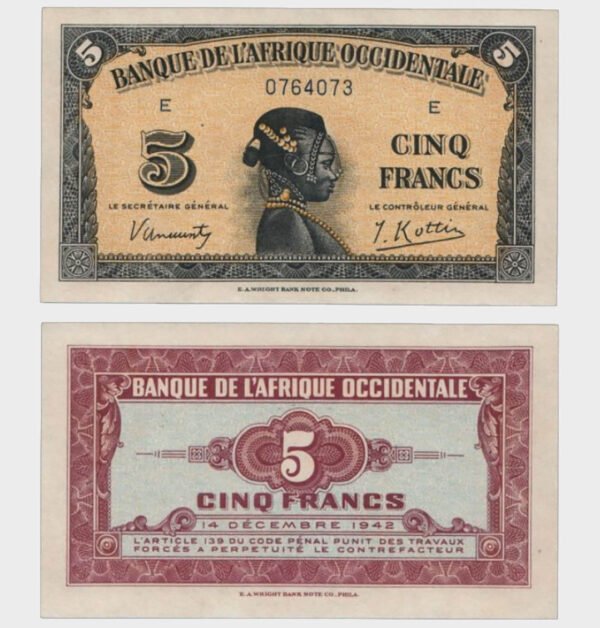 5
5
BANQUE DE L'AFRIQUE OCCIDENTALE
0764073
E
E
5
CINQ
FRANCS
LE SECRÉTAIRE GÉNÉRAL
LE CONTRÔLEUR GÉNÉRAL
E. A. WRIGHT BANK NOTE CO., PHILA.
BANQUE DE L'AFRIQUE OCCIDENTALE
5
CINQ FRANCS
14 DÉCEMBRE 1942
L'ARTICLE 139 DU CODE PÉNAL PUNIT DES TRAVAUX
FORCÉS A PERPETUITÉ LE CONTREFACTEUR
E. A. WRIGHT BANK NOTE CO., PHILA.